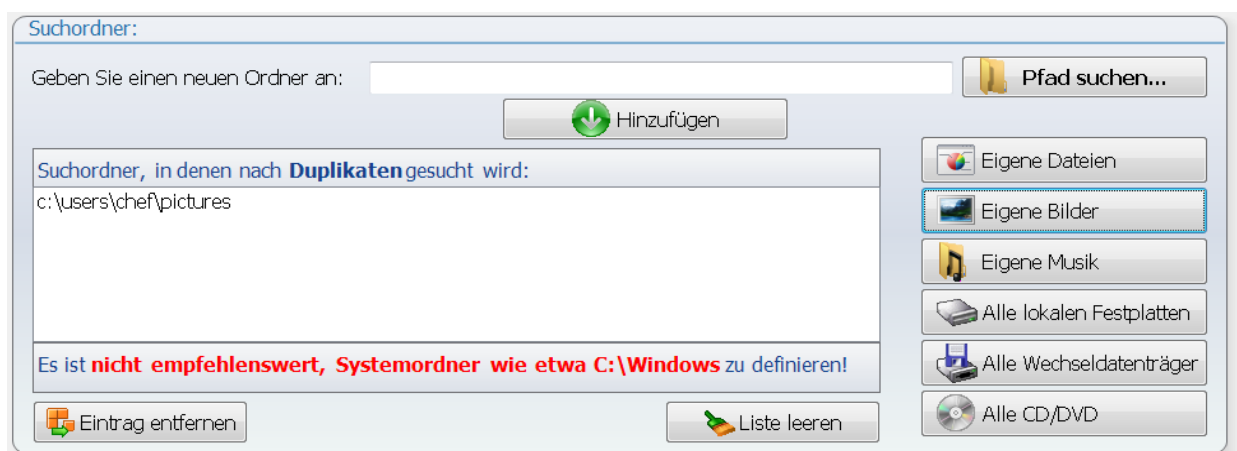 Suchordner:
Geben Sie einen neuen Ordner an:
Pfad suchen...
Hinzufügen
Suchordner, in denen nach Duplikaten gesucht wird:
c:\users\chef\pictures
Es ist nicht empfehlenswert, Systemordner wie etwa C:\Windows zu definieren!
Eintrag entfernen
Liste leeren
Eigene Dateien
Eigene Bilder
Eigene Musik
Alle lokalen Festplatten
Alle Wechseldatenträger
Alle CD/DVD